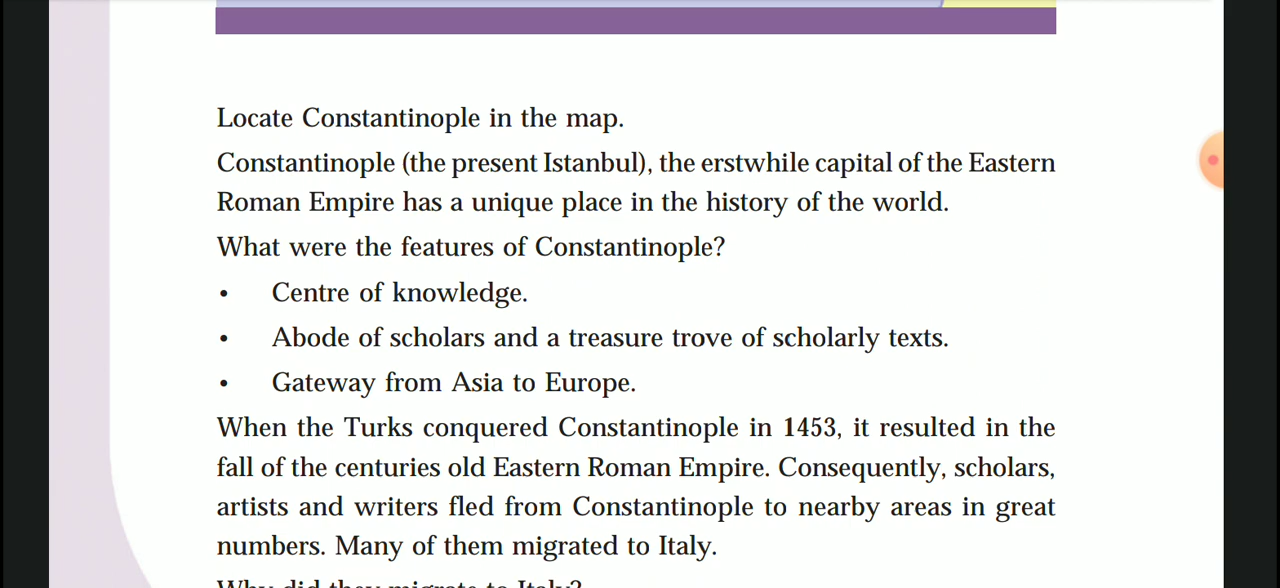 Locate Constantinople in the map.
Constantinople (the present Istanbul), the erstwhile capital of the Eastern
Roman Empire has a unique place in the history of the world.
What were the features of Constantinople?
• Centre of knowledge.
• Abode of scholars and a treasure trove of scholarly texts.
• Gateway from Asia to Europe.
When the Turks conquered Constantinople in 1453, it resulted in the
fall of the centuries old Eastern Roman Empire. Consequently, scholars,
artists and writers fled from Constantinople to nearby areas in great
numbers. Many of them migrated to Italy.
Why did they migrate to Italy?